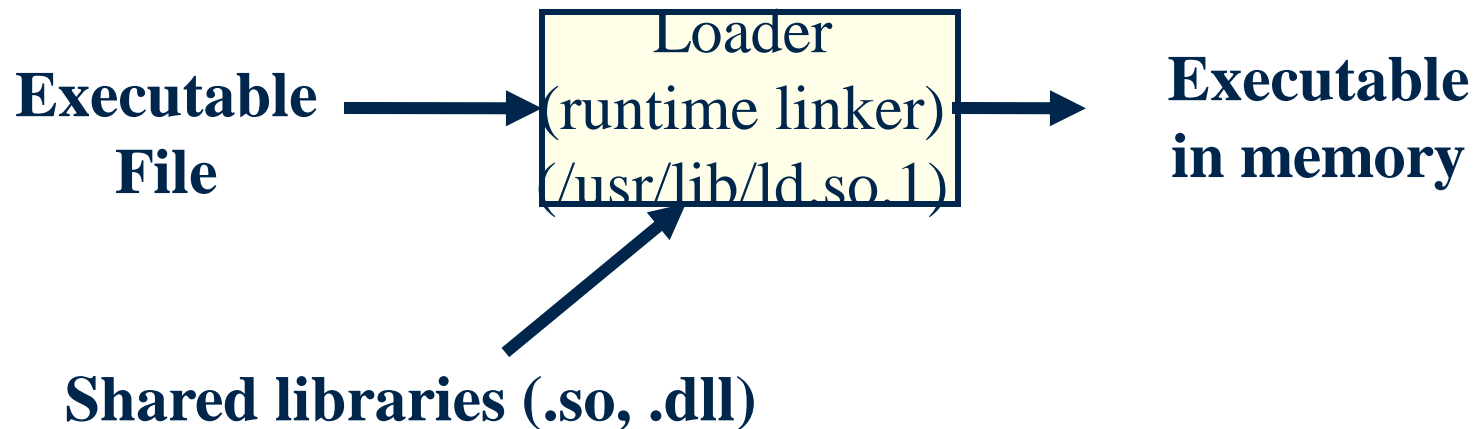 Executable
File
Loader
(runtime linker)
(/usr/lib/ld.so.1)
Executable
in memory
Shared libraries (.so, .dll)